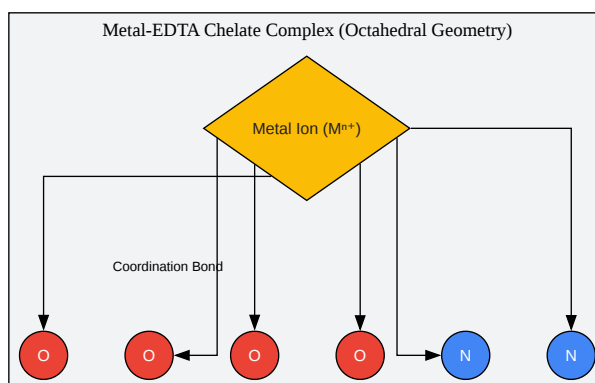 Metal-EDTA Chelate Complex (Octahedral Geometry)
Metal Ion (Mⁿ⁺)
Coordination Bond
O O O O N N